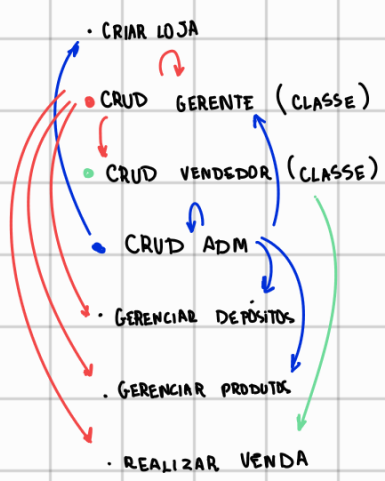 · CRIAR LOJA
• CRUD GERENTE (CLASSE)
• CRUD VENDEDOR (CLASSE)
• CRUD ADM
· GERENCIAR DEPÓSITOS
· GERENCIAR PRODUTOS
· REALIZAR VENDA